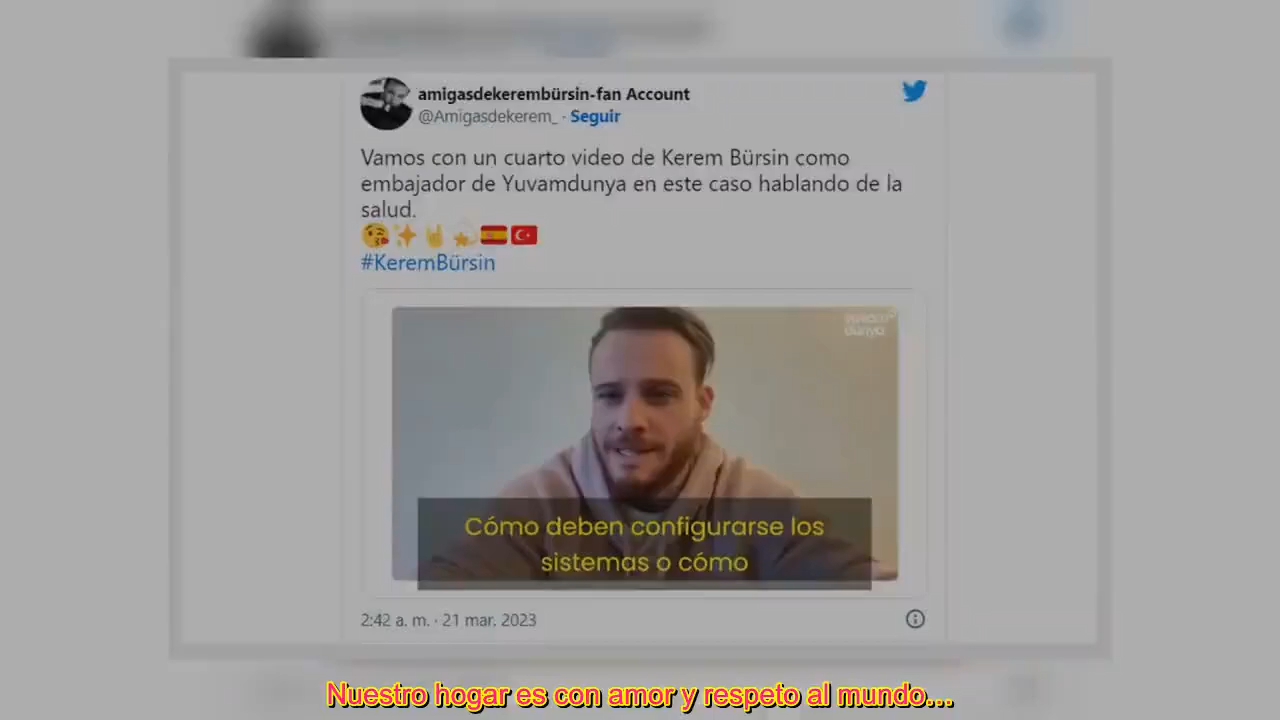 amigasdekerembürsin-fan Account
@Amigasdekerem_ · Seguir
Vamos con un cuarto video de Kerem Bürsin como
embajador de Yuvamdunya en este caso hablando de la
salud.
#KeremBürsin
yuvam
dünya
Cómo deben configurarse los
sistemas o cómo
2:42 a. m. · 21 mar. 2023
Nuestro hogar es con amor y respeto al mundo...